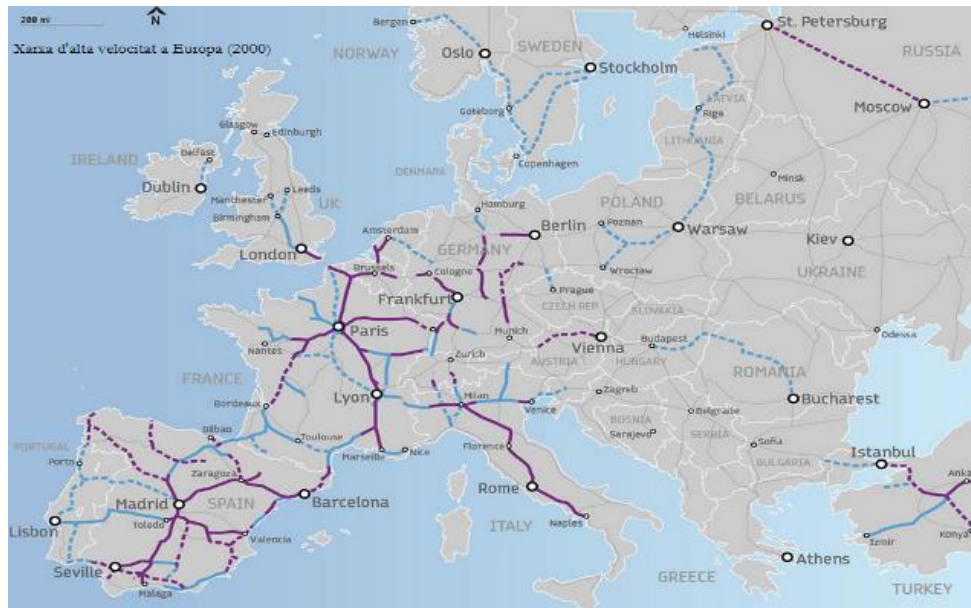 200 mi
N
Xarxa d'alta velocitat a Europa (2000)
Bergen
NORWAY
Oslo
SWEDEN
Stockholm
Helsinki
St. Petersburg
RUSSIA
Moscow
Goteborg
LATVIA
Riga
LITHUANIA
Glasgow
Edinburgh
IRELAND
Belfast
DENMARK
Copenhagen
Minsk
BELARUS
Dublin
Manchester
Leeds
UK
Birmingham
Hamburg
POLAND
Poznan
Berlin
Warsaw
Amsterdam
London
GERMANY
Kiev
Brussels
Cologne
Wroclaw
UKRAINE
Frankfurt
Prague
CZECH REP.
SLOVAKIA
Paris
Munich
Vienna
Budapest
Odessa
Nantes
Zurich
AUSTRIA
HUNGARY
FRANCE
ROMANIA
Lyon
Milan
Venice
Zagreb
Bucharest
Bordeaux
BOSNIA
Belgrade
Bilbao
Toulouse
Florence
Sarajevo
SERBIA
Sofia
PORTUGAL
Marseille
Nice
Istanbul
Porto
Zaragoza
BULGARIA
Anka
Madrid
SPAIN
Barcelona
Rome
ITALY
Lisbon
Toledo
Naples
Valencia
Izmir
Konya
Seville
Athens
Malaga
GREECE
TURKEY